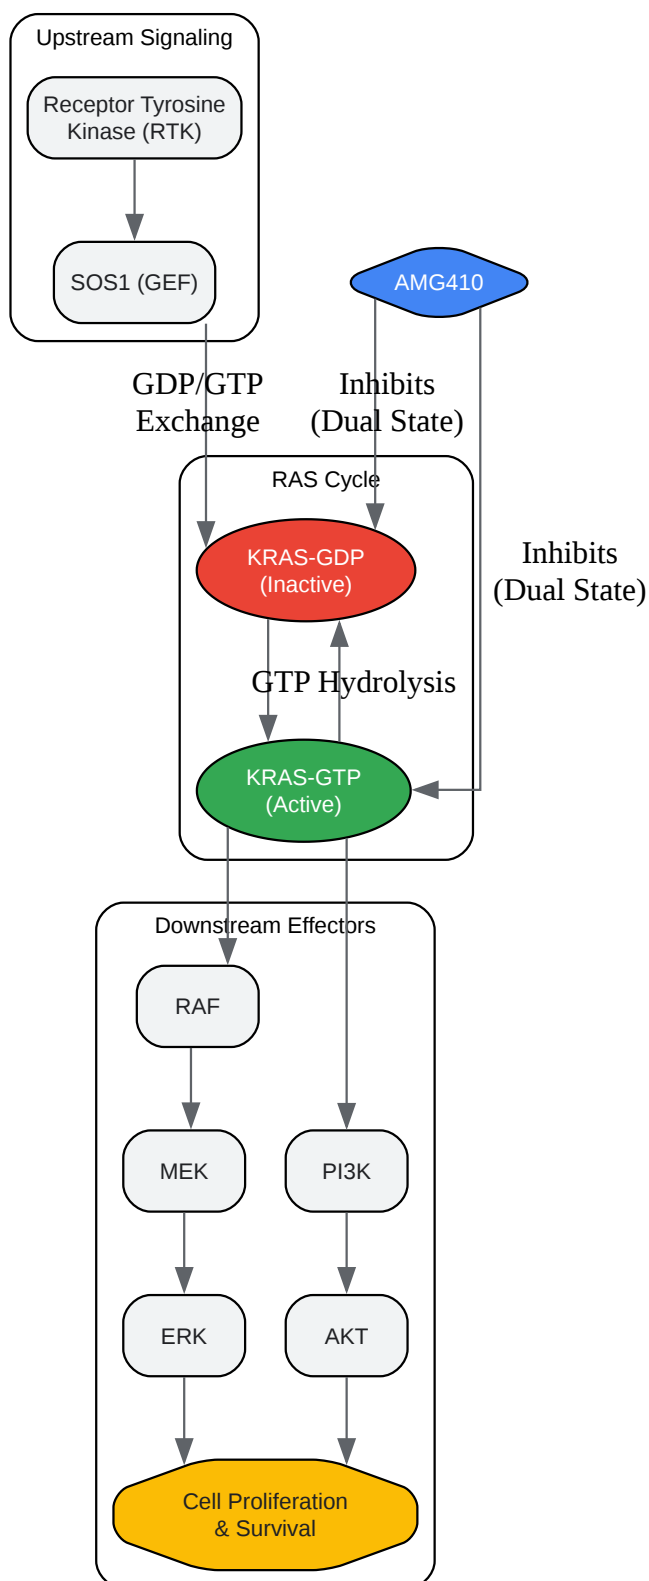 Upstream Signaling
Receptor Tyrosine
Kinase (RTK)
SOS1 (GEF)
AMG410
GDP/GTP
Exchange
Inhibits
(Dual State)
RAS Cycle
KRAS-GDP
(Inactive)
Inhibits
(Dual State)
GTP Hydrolysis
KRAS-GTP
(Active)
Downstream Effectors
RAF
MEK
PI3K
ERK
AKT
Cell Proliferation
& Survival